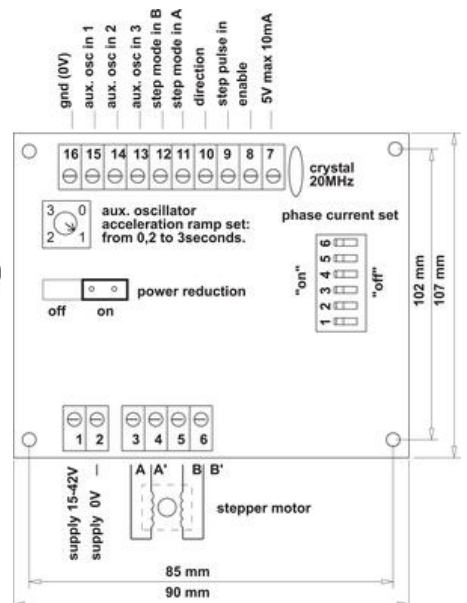 gnd (0V)
aux. osc in 1
aux. osc in 2
aux. osc in 3
step mode in B
step mode in A
direction
step pulse in
enable
5V max 10mA
16 15 14 13 12 11 10 9 8 7
crystal
20MHz
3 0
2 1
aux. oscillator
acceleration ramp set:
from 0,2 to 3seconds.
phase current set
"on"
6
5
4
3
2
1
"off"
power reduction
off on
102 mm
107 mm
1 2 3 4 5 6
supply 15-42V
supply 0V
A A' B B'
stepper motor
85 mm
90 mm